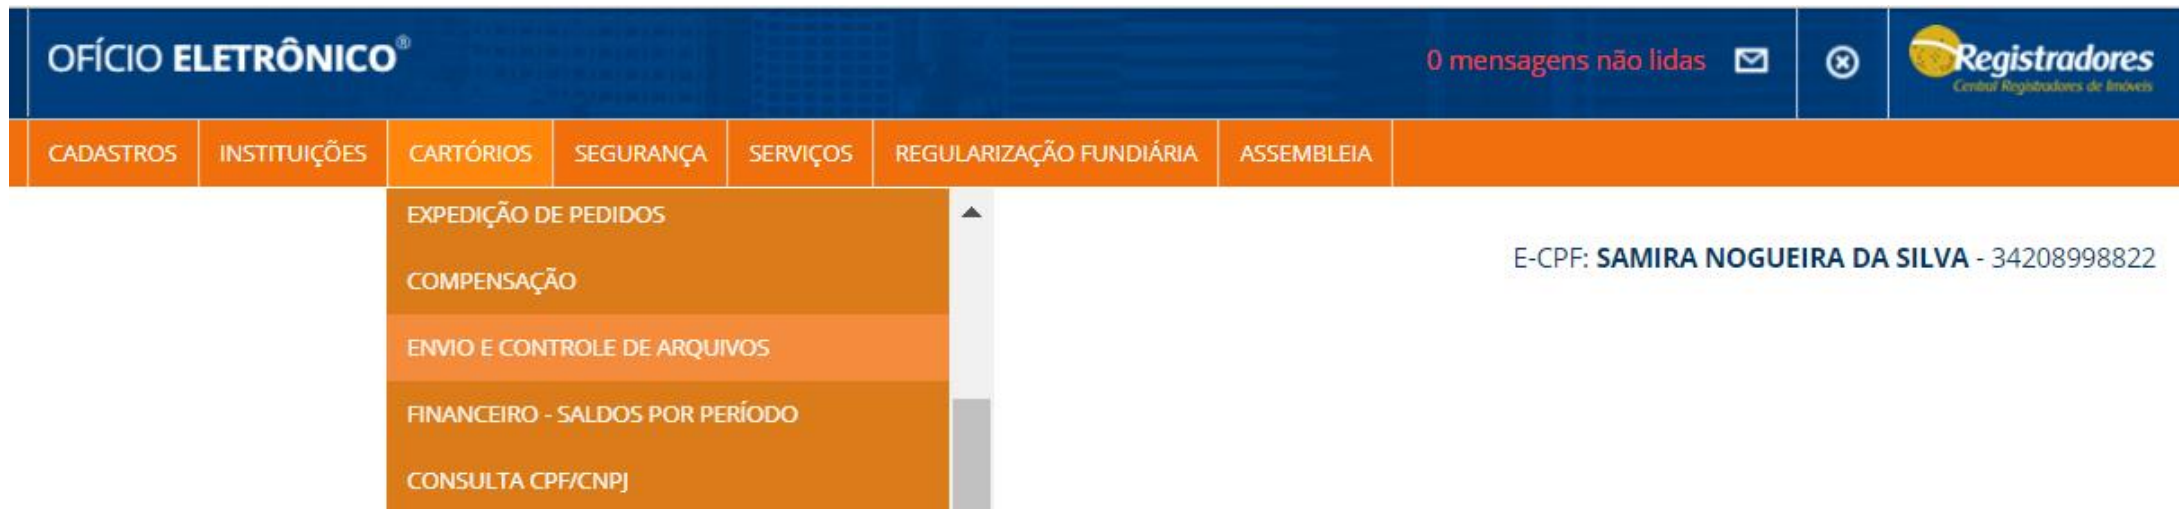 OFÍCIO ELETRÔNICO®
0 mensagens não lidas
Registradores
Central Registradores de Imóveis
CADASTROS INSTITUIÇÕES CARTÓRIOS SEGURANÇA SERVIÇOS REGULARIZAÇÃO FUNDIÁRIA ASSEMBLEIA
EXPEDIÇÃO DE PEDIDOS
E-CPF: SAMIRA NOGUEIRA DA SILVA - 34208998822
COMPENSAÇÃO
ENVIO E CONTROLE DE ARQUIVOS
FINANCEIRO - SALDOS POR PERÍODO
CONSULTA CPF/CNPJ